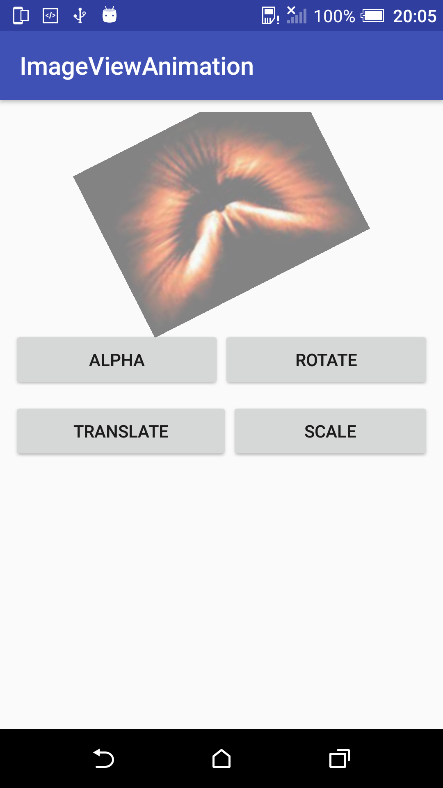 100% 20:05
ImageViewAnimation
ALPHA ROTATE
TRANSLATE SCALE